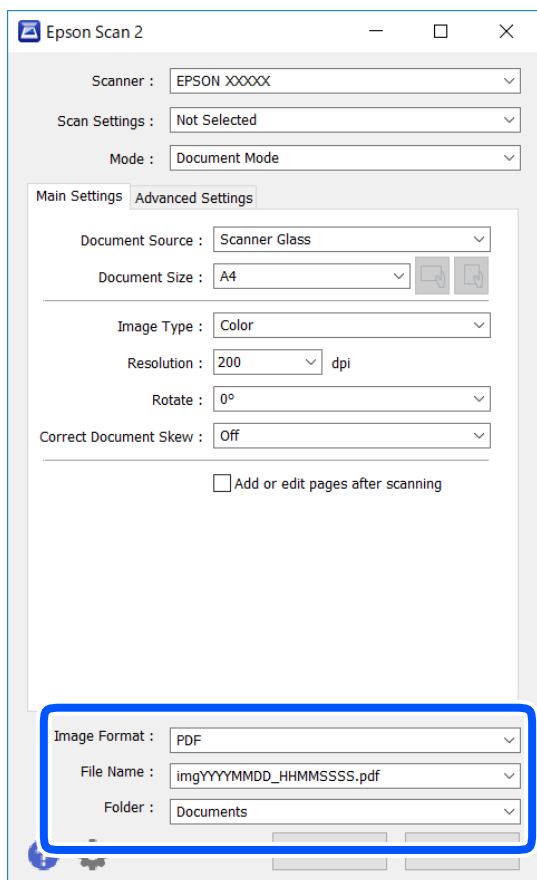 Epson Scan 2
Scanner : EPSON XXXXX
Scan Settings : Not Selected
Mode : Document Mode
Main Settings Advanced Settings
Document Source : Scanner Glass
Document Size : A4
Image Type : Color
Resolution : 200 dpi
Rotate : 0°
Correct Document Skew : Off
Add or edit pages after scanning
Image Format : PDF
File Name : imgYYYYMMDD_HHMMSSSS.pdf
Folder : Documents